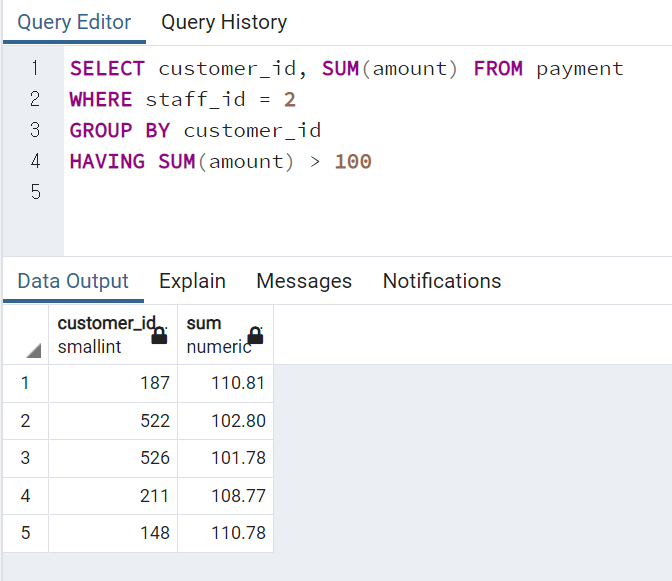 Query Editor Query History
1 SELECT customer_id, SUM(amount) FROM payment
2 WHERE staff_id = 2
3 GROUP BY customer_id
4 HAVING SUM(amount) > 100
5
Data Output Explain Messages Notifications
customer_id sum
smallint numeric
1 187 110.81
2 522 102.80
3 526 101.78
4 211 108.77
5 148 110.78